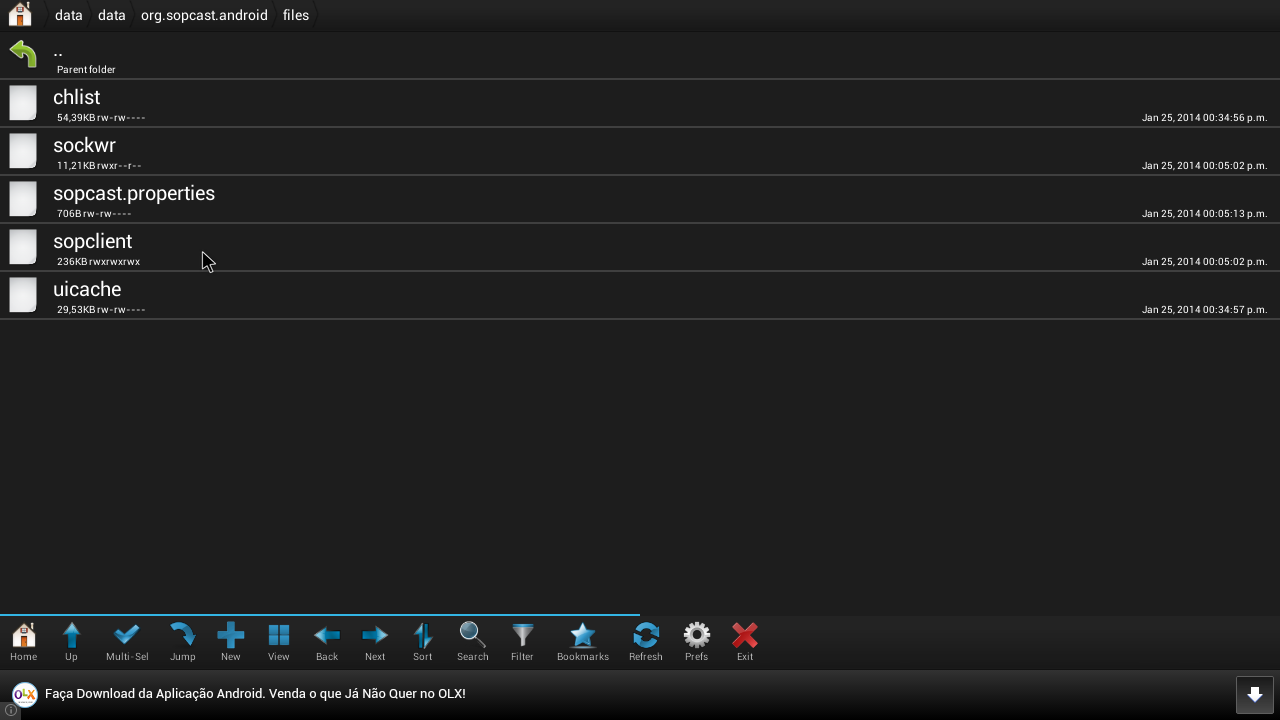 data data org.sopcast.android files
..
Parent folder
chlist
54,39KB rw-rw---- Jan 25, 2014 00:34:56 p.m.
sockwr
11,21KB rwxr--r-- Jan 25, 2014 00:05:02 p.m.
sopcast.properties
706B rw-rw---- Jan 25, 2014 00:05:13 p.m.
sopclient
236KB rwxrwxrwx Jan 25, 2014 00:05:02 p.m.
uicache
29,53KB rw-rw---- Jan 25, 2014 00:34:57 p.m.
Home Up Multi-Sel Jump New View Back Next Sort Search Filter Bookmarks Refresh Prefs Exit
OLX Faça Download da Aplicação Android. Venda o que Já Não Quer no OLX!